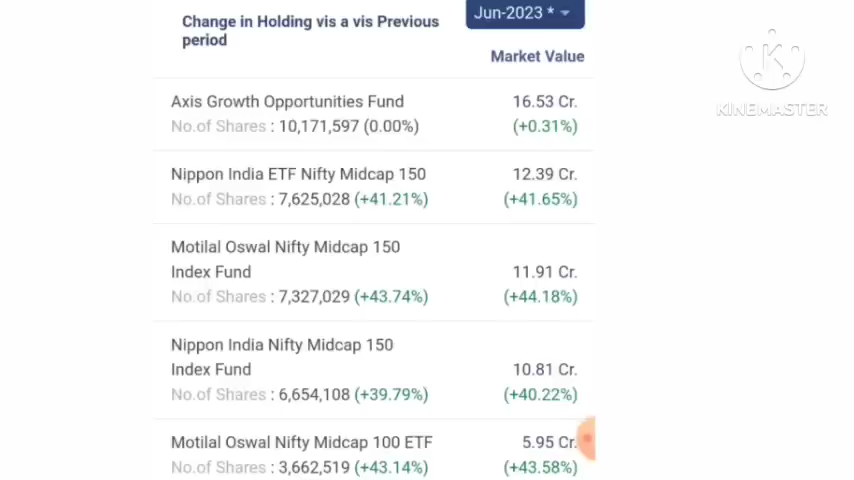 Change in Holding vis a vis Previous
period
Jun-2023 *
Market Value
Axis Growth Opportunities Fund 16.53 Cr.
No.of Shares : 10,171,597 (0.00%) (+0.31%)
Nippon India ETF Nifty Midcap 150 12.39 Cr.
No.of Shares : 7,625,028 (+41.21%) (+41.65%)
Motilal Oswal Nifty Midcap 150
Index Fund 11.91 Cr.
No.of Shares : 7,327,029 (+43.74%) (+44.18%)
Nippon India Nifty Midcap 150
Index Fund 10.81 Cr.
No.of Shares : 6,654,108 (+39.79%) (+40.22%)
Motilal Oswal Nifty Midcap 100 ETF 5.95 Cr.
No.of Shares : 3,662,519 (+43.14%) (+43.58%)
K
KINEMASTER